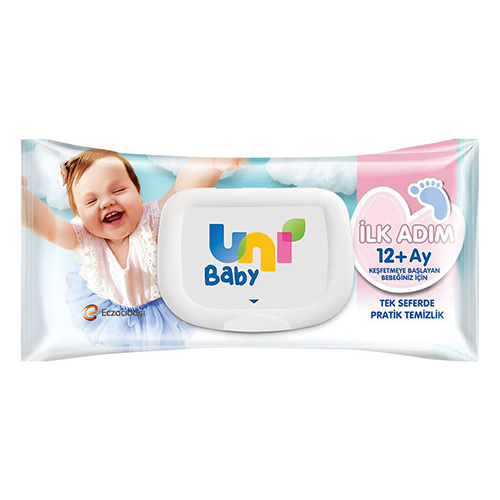 uni
Baby
Eczacıbaşı
İLK ADIM
12+ Ay
KEŞFETMEYE BAŞLAYAN
BEBEĞİNİZ İÇİN
TEK SEFERDE
PRATİK TEMİZLİK